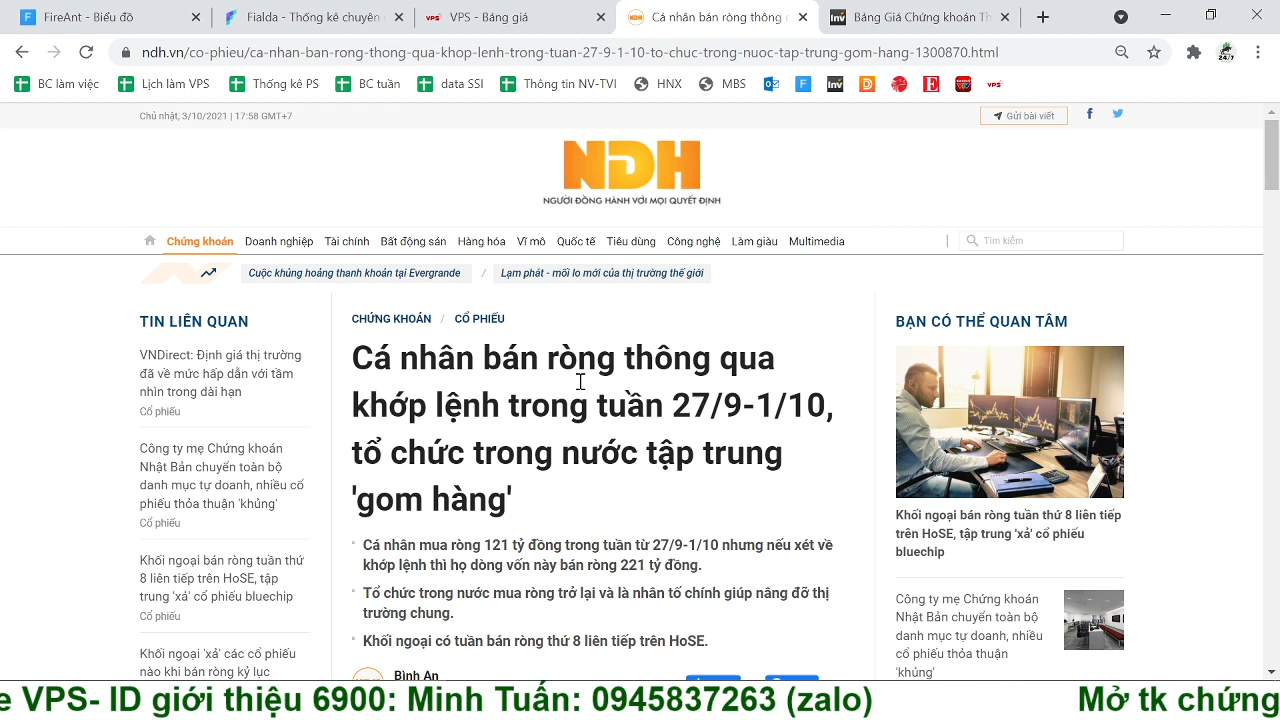 FireAnt - Biểu đồ
Fialda - Thống kê chuyên s
VPS - Bảng giá
Cá nhân bán ròng thông q
Bảng Giá Chứng khoán Th
ndh.vn/co-phieu/ca-nhan-ban-rong-thong-qua-khop-lenh-trong-tuan-27-9-1-10-to-chuc-trong-nuoc-tap-trung-gom-hang-1300870.html
BC làm việc
Lịch làm VPS
Thống kê PS
BC tuần
data SSI
Thông tin NV-TVI
HNX
MBS
Chủ nhật, 3/10/2021 | 17:58 GMT+7
Gửi bài viết
NDH
NGƯỜI ĐỒNG HÀNH VỚI MỌI QUYẾT ĐỊNH
Chứng khoán Doanh nghiệp Tài chính Bất động sản Hàng hóa Vĩ mô Quốc tế Tiêu dùng Công nghệ Làm giàu Multimedia
Tìm kiếm
Cuộc khủng hoảng thanh khoản tại Evergrande / Lạm phát - mối lo mới của thị trường thế giới
TIN LIÊN QUAN
VNDirect: Định giá thị trường
đã về mức hấp dẫn với tầm
nhìn trong dài hạn
Cổ phiếu
Công ty mẹ Chứng khoán
Nhật Bản chuyển toàn bộ
danh mục tự doanh, nhiều cổ
phiếu thỏa thuận 'khủng'
Cổ phiếu
Khối ngoại bán ròng tuần thứ
8 liên tiếp trên HoSE, tập
trung 'xả' cổ phiếu bluechip
Cổ phiếu
Khối ngoại 'xả' các cổ phiếu
nào khi bán ròng kỷ lục
CHỨNG KHOÁN / CỔ PHIẾU
Cá nhân bán ròng thông qua
khớp lệnh trong tuần 27/9-1/10,
tổ chức trong nước tập trung
'gom hàng'
Cá nhân mua ròng 121 tỷ đồng trong tuần từ 27/9-1/10 nhưng nếu xét về
khớp lệnh thì họ dòng vốn này bán ròng 221 tỷ đồng.
Tổ chức trong nước mua ròng trở lại và là nhân tố chính giúp nâng đỡ thị
trường chung.
Khối ngoại có tuần bán ròng thứ 8 liên tiếp trên HoSE.
Bình An
BẠN CÓ THỂ QUAN TÂM
Khối ngoại bán ròng tuần thứ 8 liên tiếp
trên HoSE, tập trung 'xả' cổ phiếu
bluechip
Công ty mẹ Chứng khoán
Nhật Bản chuyển toàn bộ
danh mục tự doanh, nhiều
cổ phiếu thỏa thuận
'khủng'
e VPS- ID giới thiệu 6900: Minh Tuấn: 0945837263 (zalo)
Mở tk chứng